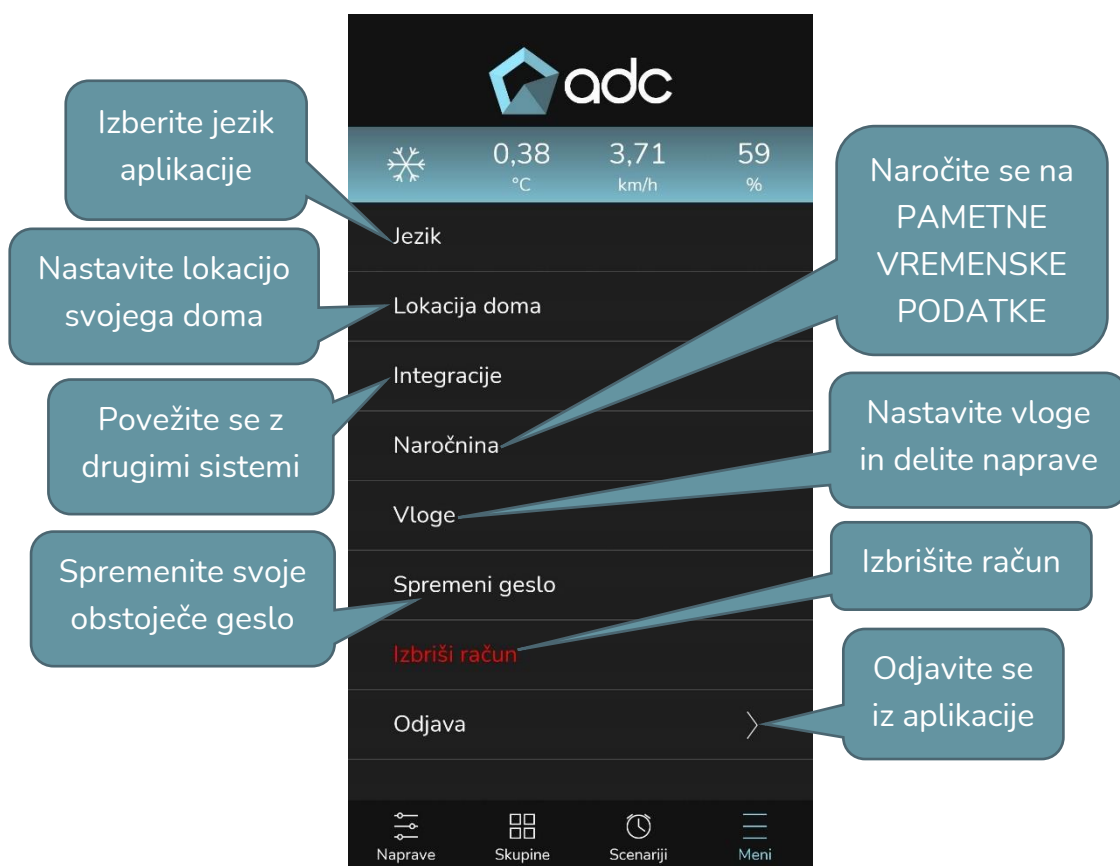 adc
0,38 3,71 59
°C km/h %
Izberite jezik
aplikacije
Nastavite lokacijo
svojega doma
Povežite se z
drugimi sistemi
Spremenite svoje
obstoječe geslo
Jezik
Lokacija doma
Integracije
Naročnina
Vloge
Spremeni geslo
Izbriši račun
Odjava
Naročite se na
PAMETNE
VREMENSKE
PODATKE
Nastavite vloge
in delite naprave
Izbrišite račun
Odjavite se
iz aplikacije
Naprave Skupine Scenariji Meni